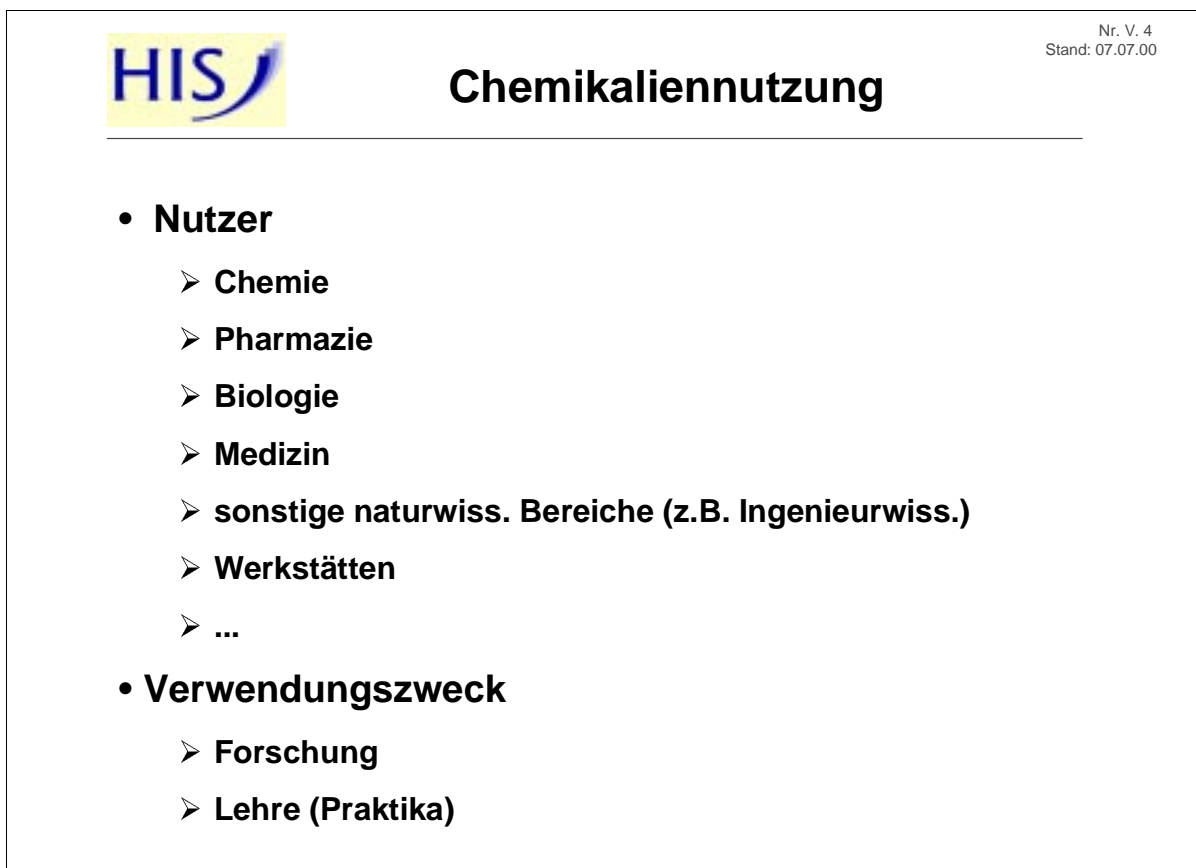 Nr. V. 4
Stand: 07.07.00
HIS
Chemikaliennutzung
• Nutzer
➢ Chemie
➢ Pharmazie
➢ Biologie
➢ Medizin
➢ sonstige naturwiss. Bereiche (z.B. Ingenieurwiss.)
➢ Werkstätten
➢ ...
• Verwendungszweck
➢ Forschung
➢ Lehre (Praktika)